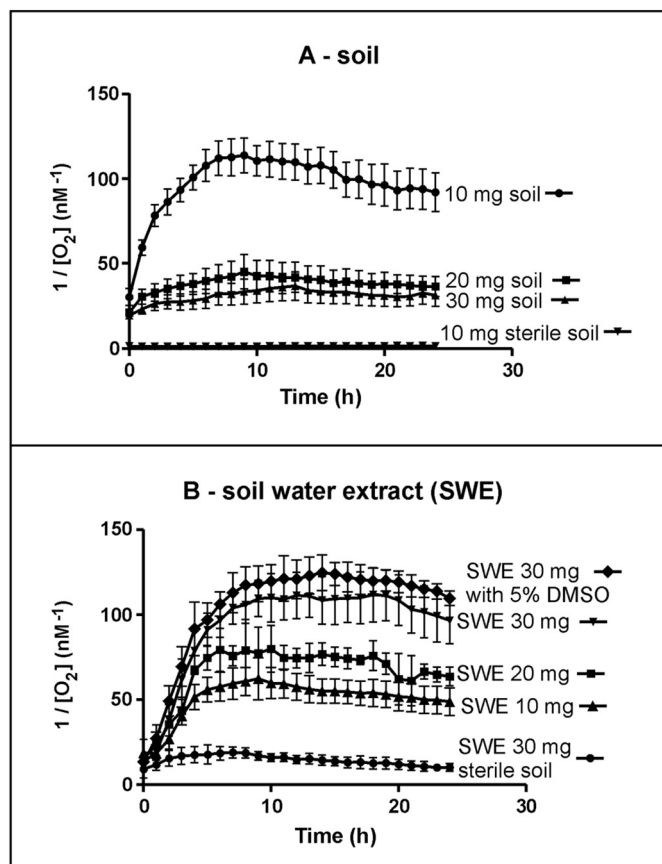 A - soil
1 / [O₂] (nM⁻¹)
150
100
50
0
10 mg soil
20 mg soil
30 mg soil
10 mg sterile soil
0
10
20
30
Time (h)
B - soil water extract (SWE)
1 / [O₂] (nM⁻¹)
150
100
50
0
SWE 30 mg
with 5% DMSO
SWE 30 mg
SWE 20 mg
SWE 10 mg
SWE 30 mg
sterile soil
0
10
20
30
Time (h)